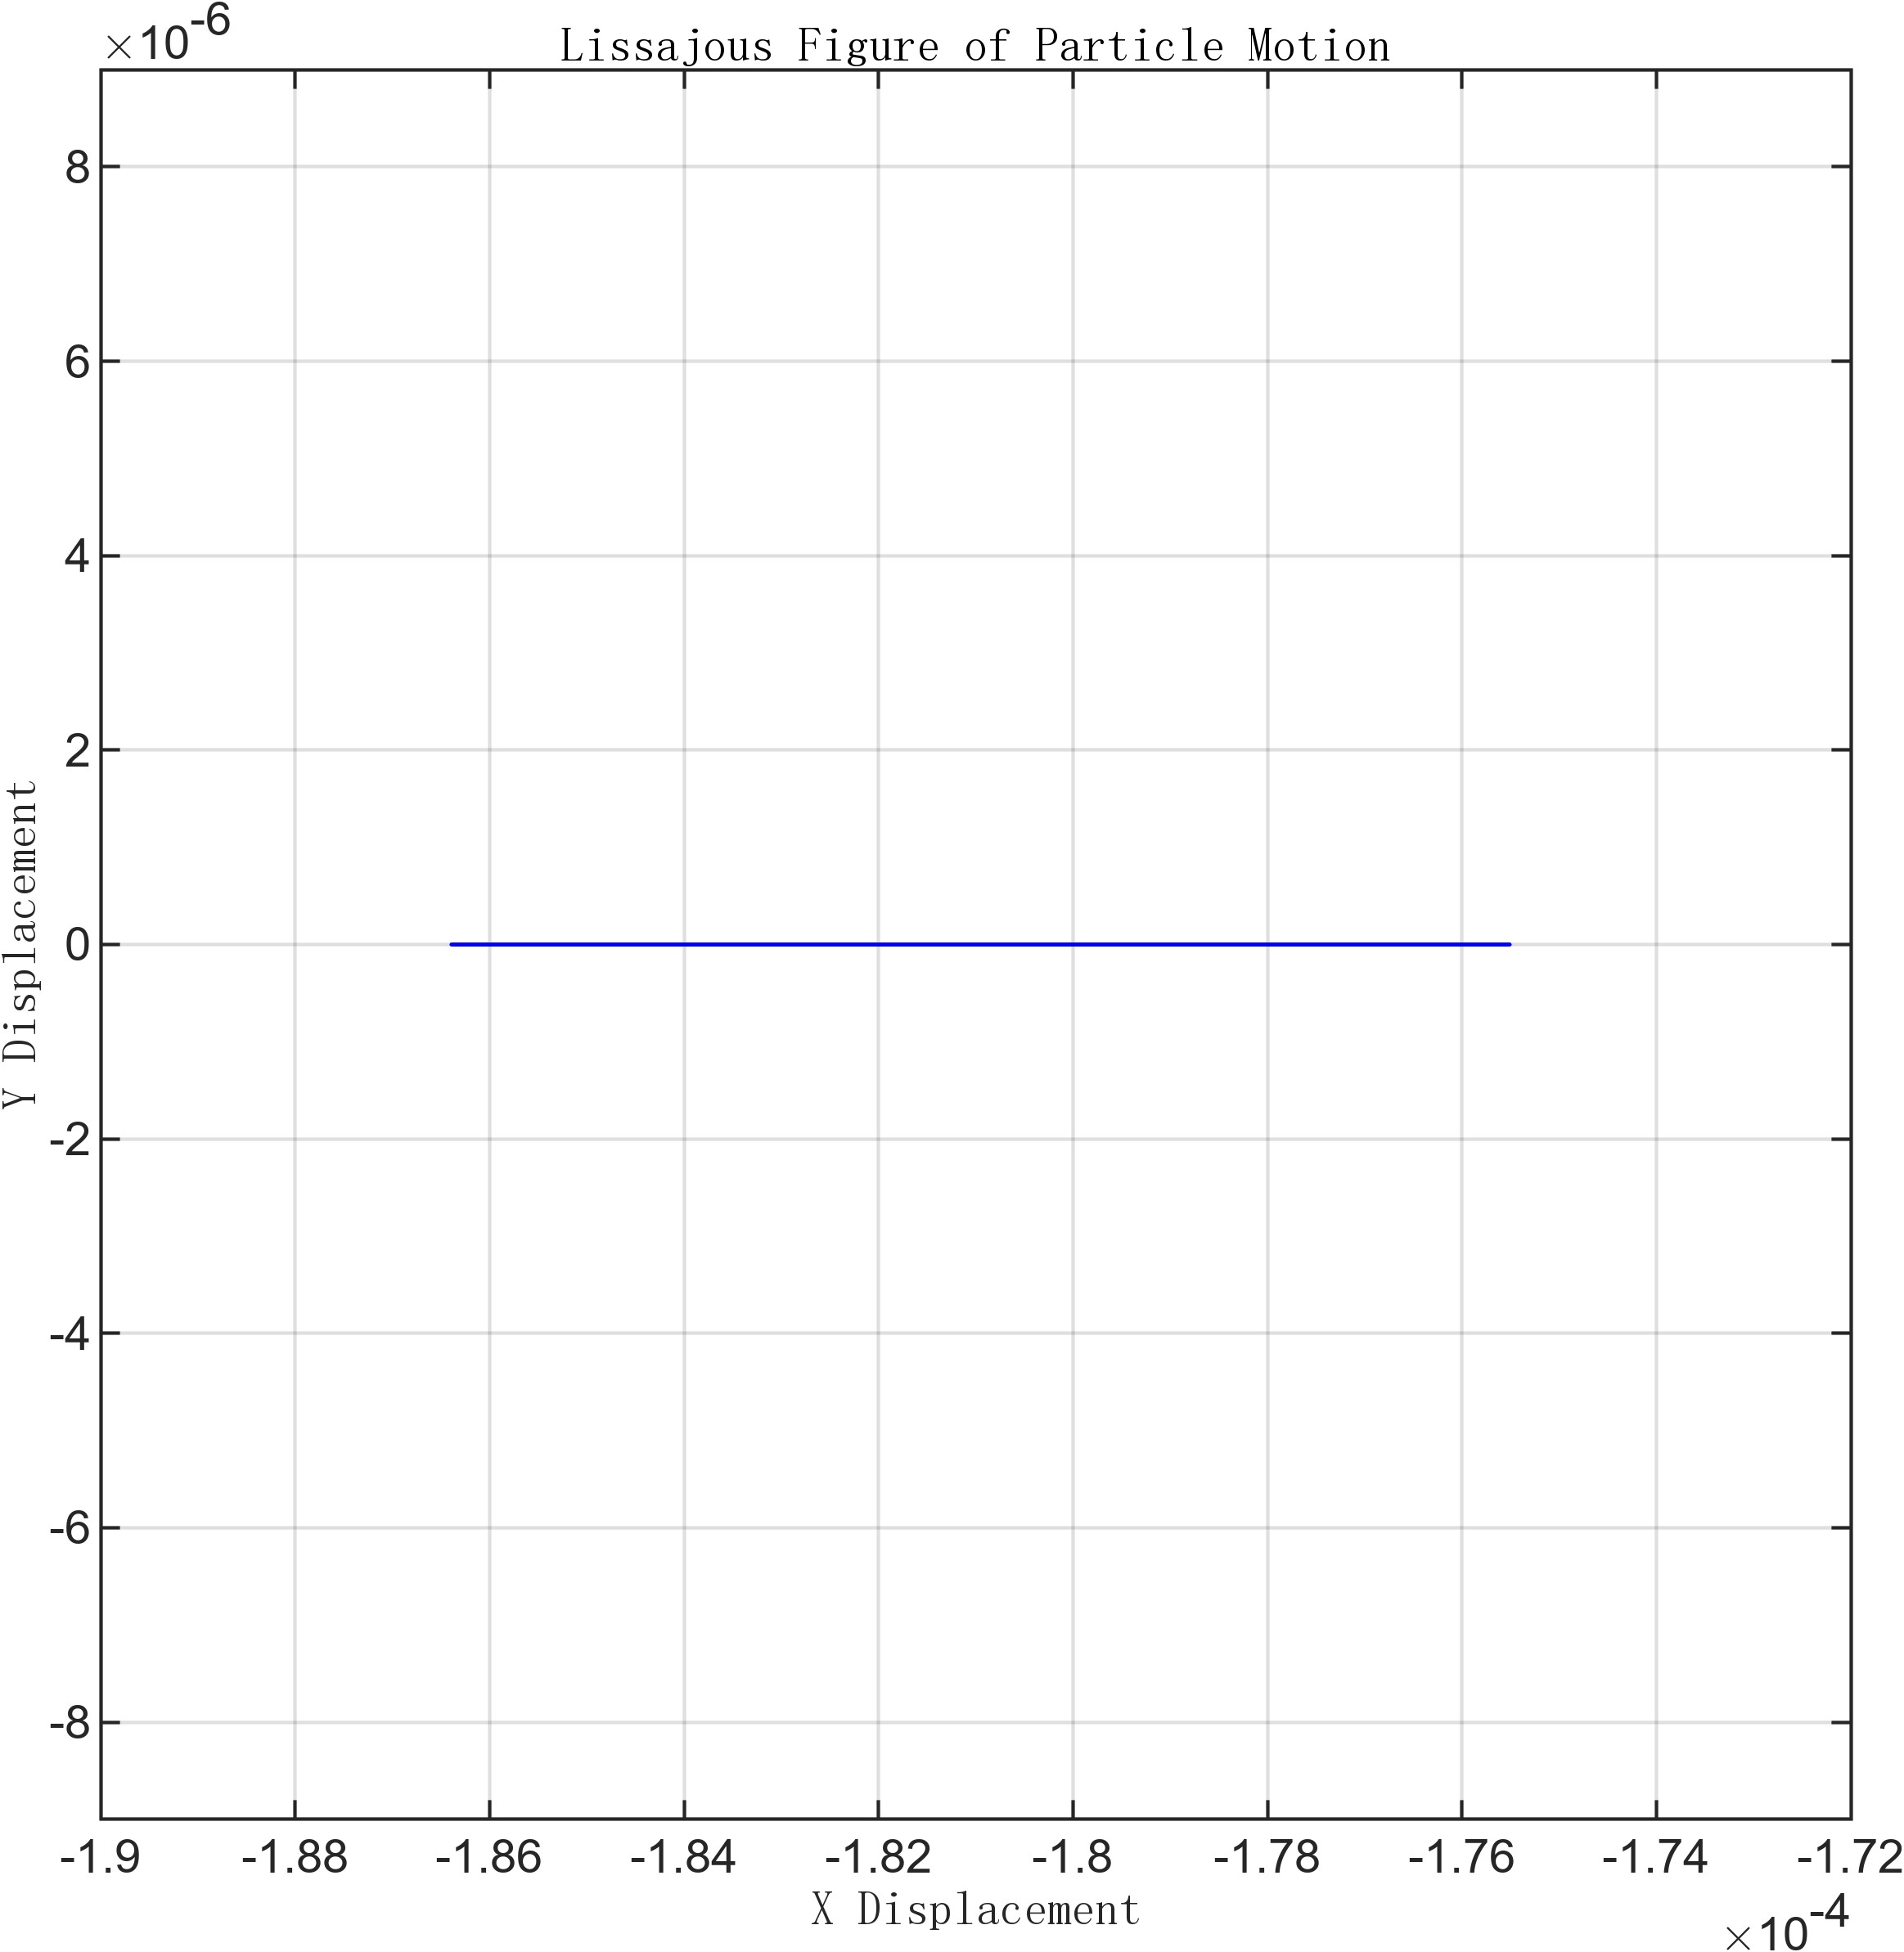 ×10-6
Lissajous Figure of Particle Motion
8
6
4
2
0
-2
-4
-6
-8
Y Displacement
-1.9 -1.88 -1.86 -1.84 -1.82 -1.8 -1.78 -1.76 -1.74 -1.72
X Displacement
×10-4